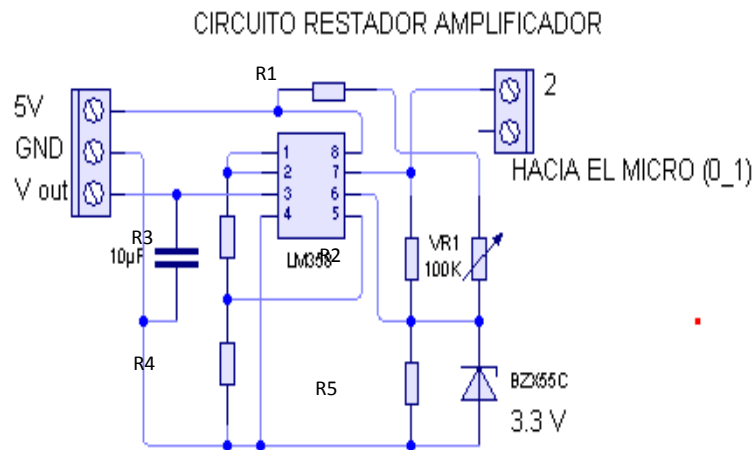 CIRCUITO RESTADOR AMPLIFICADOR
R1
5V
GND
V out
1 8
2 7
3 6
4 5
2
HACIA EL MICRO (0_1)
R3
10µF
LM358
R2
VR1
100K
R4
R5
BZX55C
3.3 V